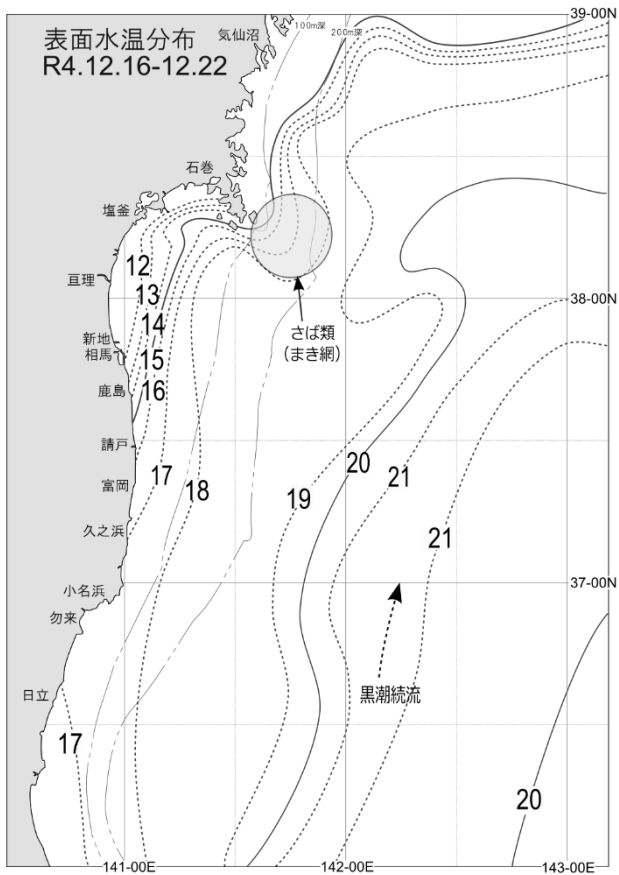 表面水温分布
R4.12.16-12.22
気仙沼
100m深
200m深
39-00N
石巻
塩釜
亘理
12
13
38-00N
14
さば類
(まき網)
新地
相馬
15
鹿島
16
請戸
17
18
19
20
21
富岡
久之浜
21
37-00N
小名浜
勿来
黒潮続流
日立
17
20
141-00E
142-00E
143-00E